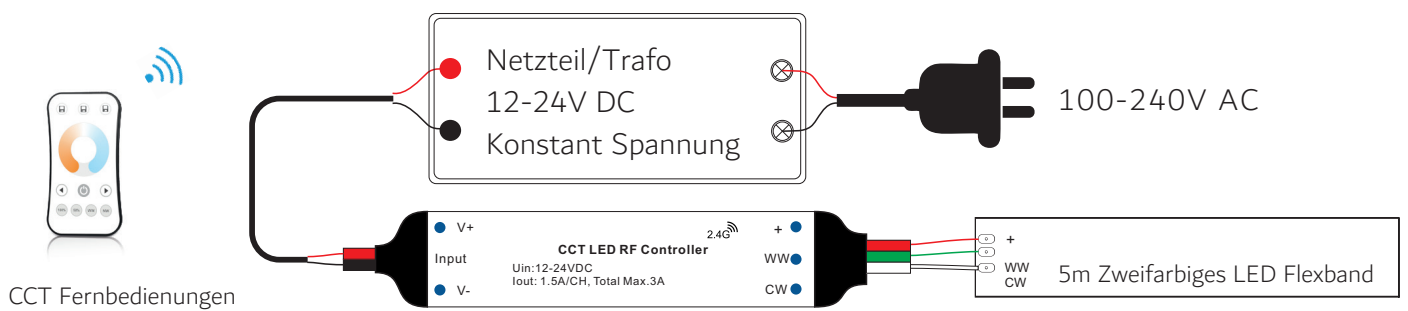 Netzteil/Trafo
12-24V DC
Konstant Spannung
100-240V AC
CCT Fernbedienungen
V+
Input
V-
CCT LED RF Controller
Uin:12-24VDC
Iout: 1.5A/CH, Total Max.3A
2.4G
+
WW
CW
+
WW
CW
5m Zweifarbiges LED Flexband